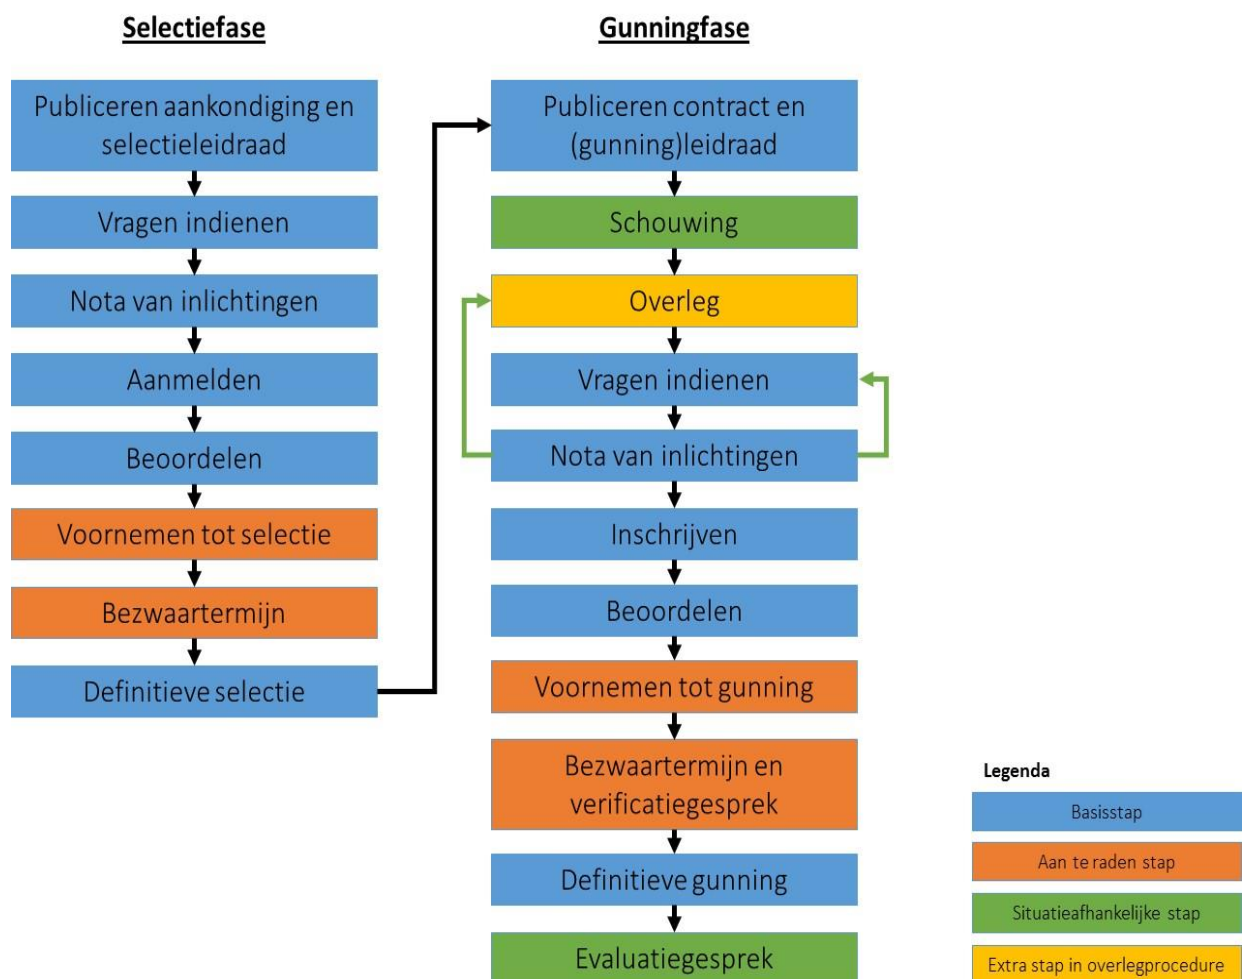 Selectiefase
Publiceren aankondiging en
selectieleidraad
Vragen indienen
Nota van inlichtingen
Aanmelden
Beoordelen
Voornemen tot selectie
Bezwaartermijn
Definitieve selectie
Gunningfase
Publiceren contract en
(gunning)leidraad
Schouwing
Overleg
Vragen indienen
Nota van inlichtingen
Inschrijven
Beoordelen
Voornemen tot gunning
Bezwaartermijn en
verificatiegesprek
Definitieve gunning
Evaluatiegesprek
Legenda
Basisstap
Aan te raden stap
Situatieafhankelijke stap
Extra stap in overlegprocedure